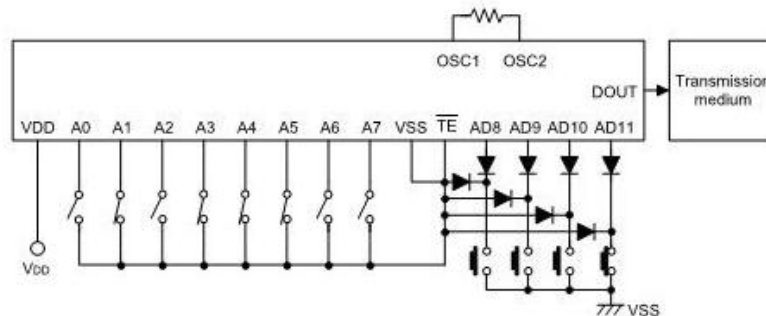 OSC1 OSC2
DOUT
Transmission
medium
VDD A0 A1 A2 A3 A4 A5 A6 A7 VSS TE AD8 AD9 AD10 AD11
VDD
VSS